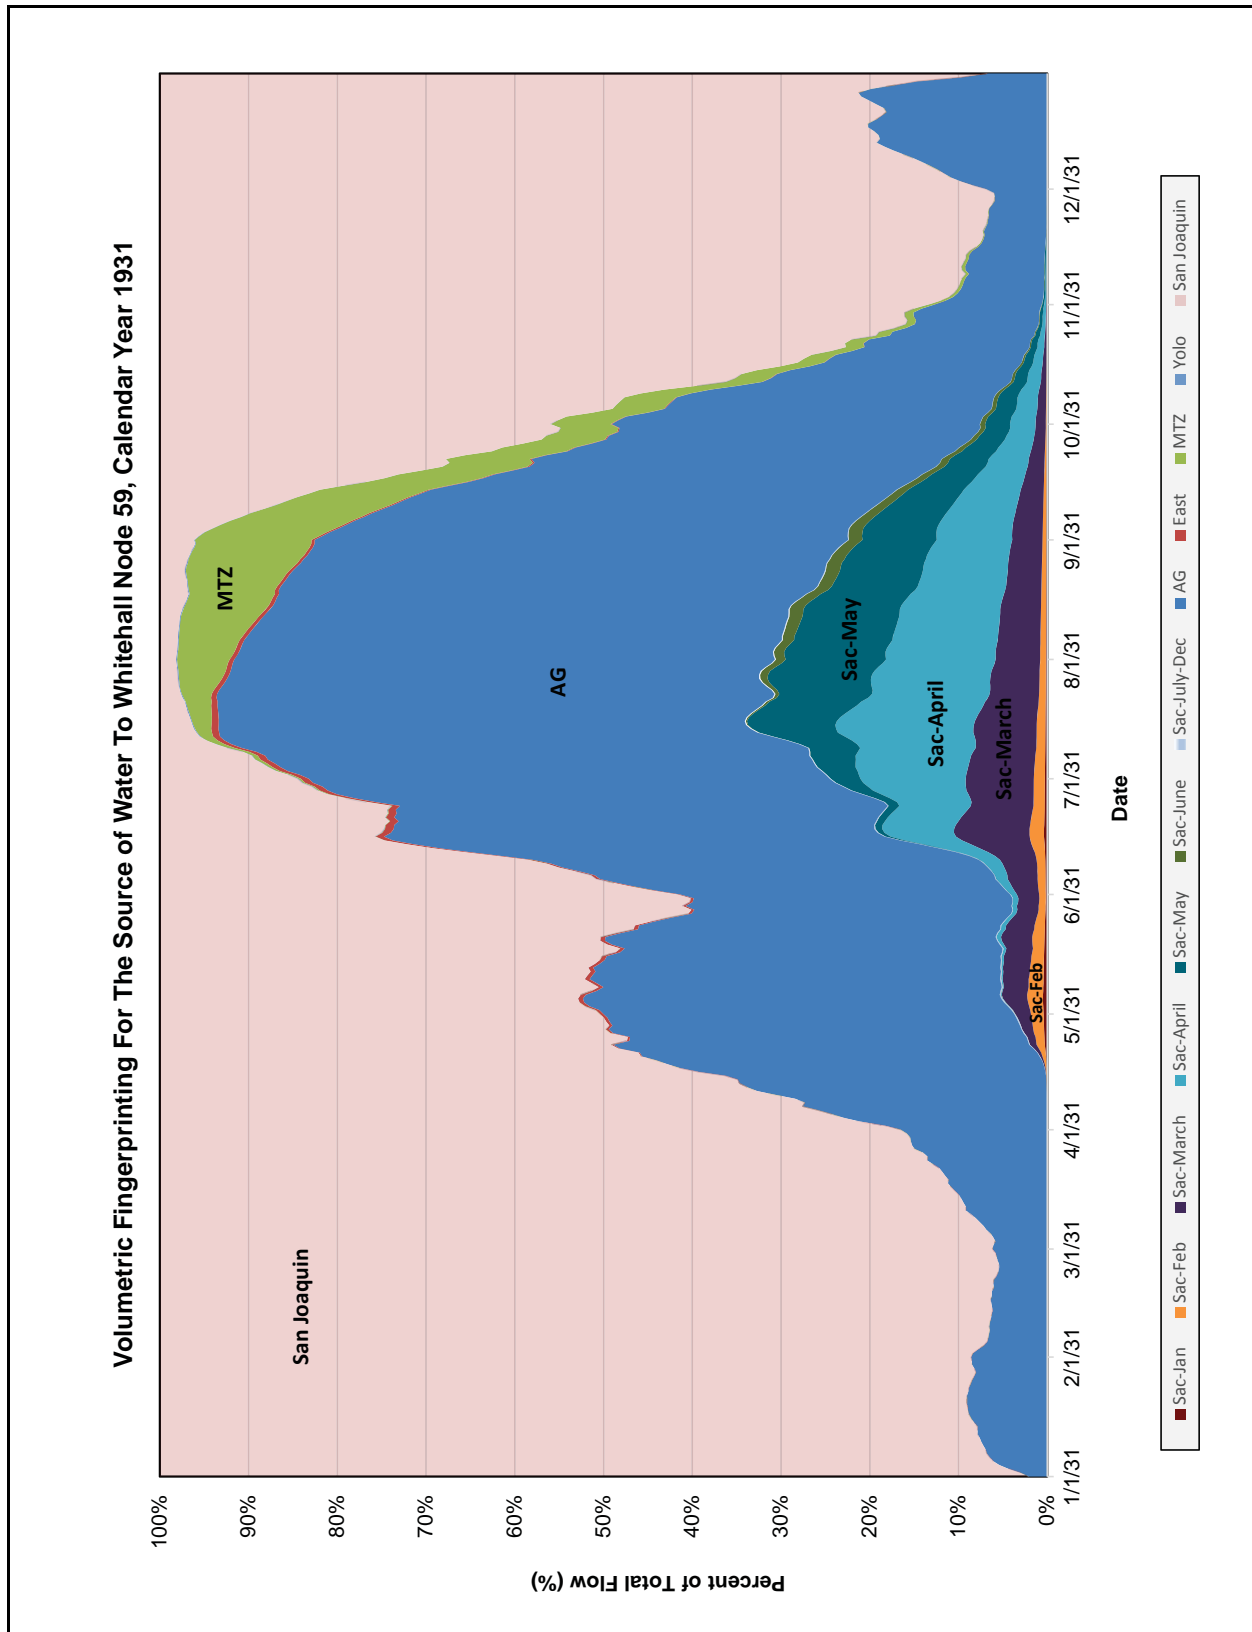 Volumetric Fingerprinting For The Source of Water To Whitehall Node 59, Calendar Year 1931
Percent of Total Flow (%)
100%
90%
80%
70%
60%
50%
40%
30%
20%
10%
0%
San Joaquin
MTZ
AG
Sac-May
Sac-April
Sac-March
Sac-Feb
1/1/31
2/1/31
3/1/31
4/1/31
5/1/31
6/1/31
7/1/31
8/1/31
9/1/31
10/1/31
11/1/31
12/1/31
Date
Sac-Jan
Sac-Feb
Sac-March
Sac-April
Sac-May
Sac-June
Sac-July-Dec
AG
East
MTZ
Yolo
San Joaquin